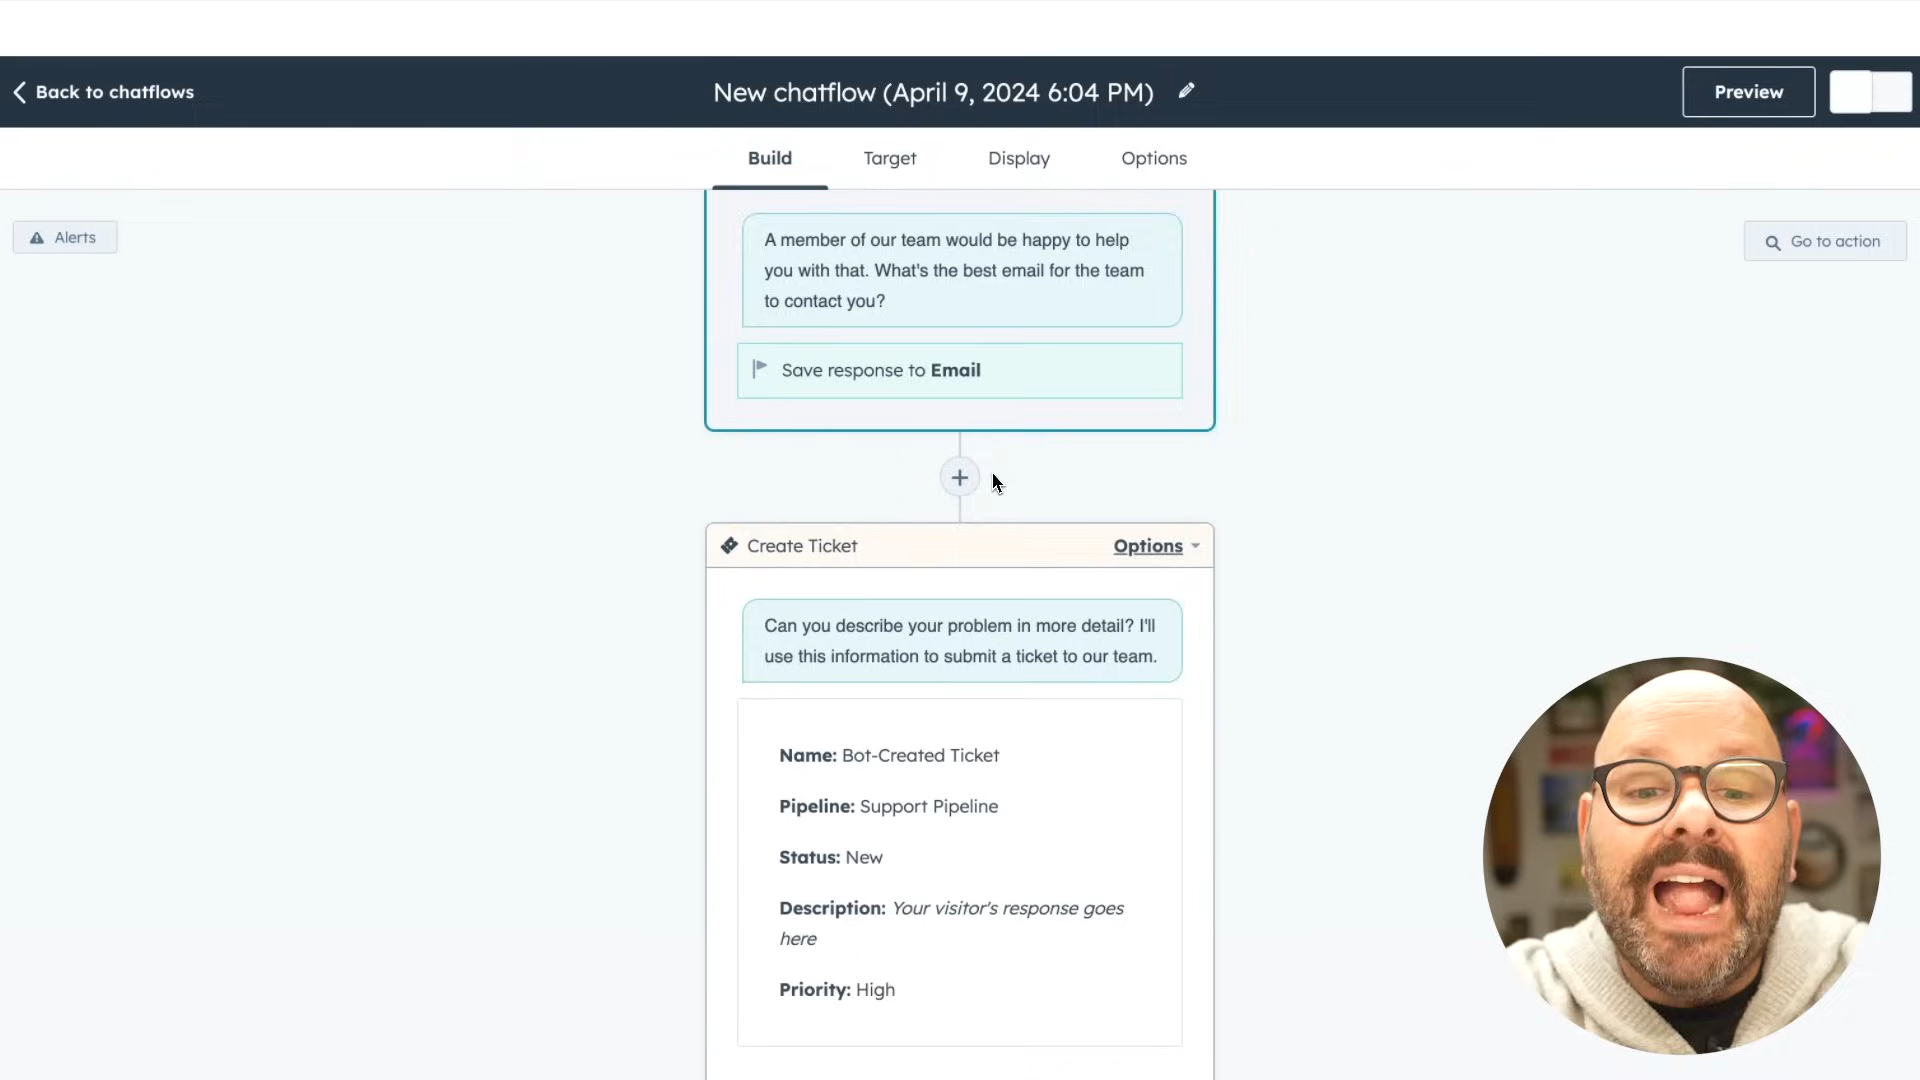 Back to chatflows
New chatflow (April 9, 2024 6:04 PM)
Preview
Build
Target
Display
Options
Alerts
Go to action
A member of our team would be happy to help
you with that. What's the best email for the team
to contact you?
Save response to Email
Create Ticket
Options
Can you describe your problem in more detail? I'll
use this information to submit a ticket to our team.
Name: Bot-Created Ticket
Pipeline: Support Pipeline
Status: New
Description: Your visitor's response goes
here
Priority: High